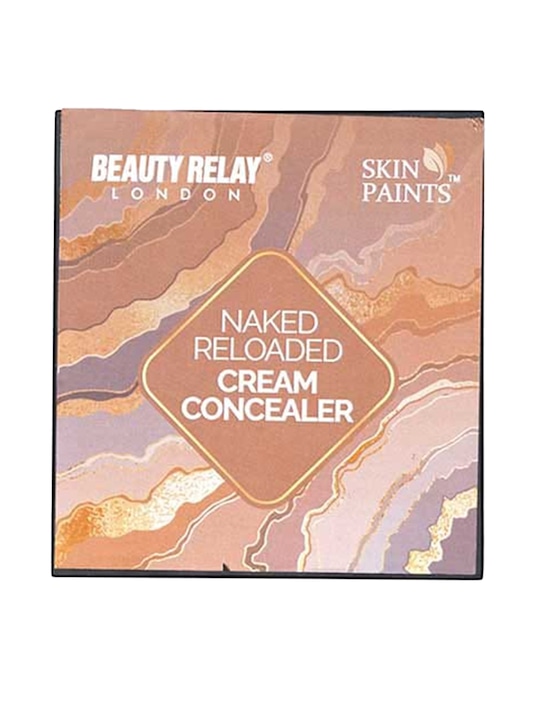 BEAUTY RELAY®
LONDON
SKIN
PAINTS™
NAKED
RELOADED
CREAM
CONCEALER